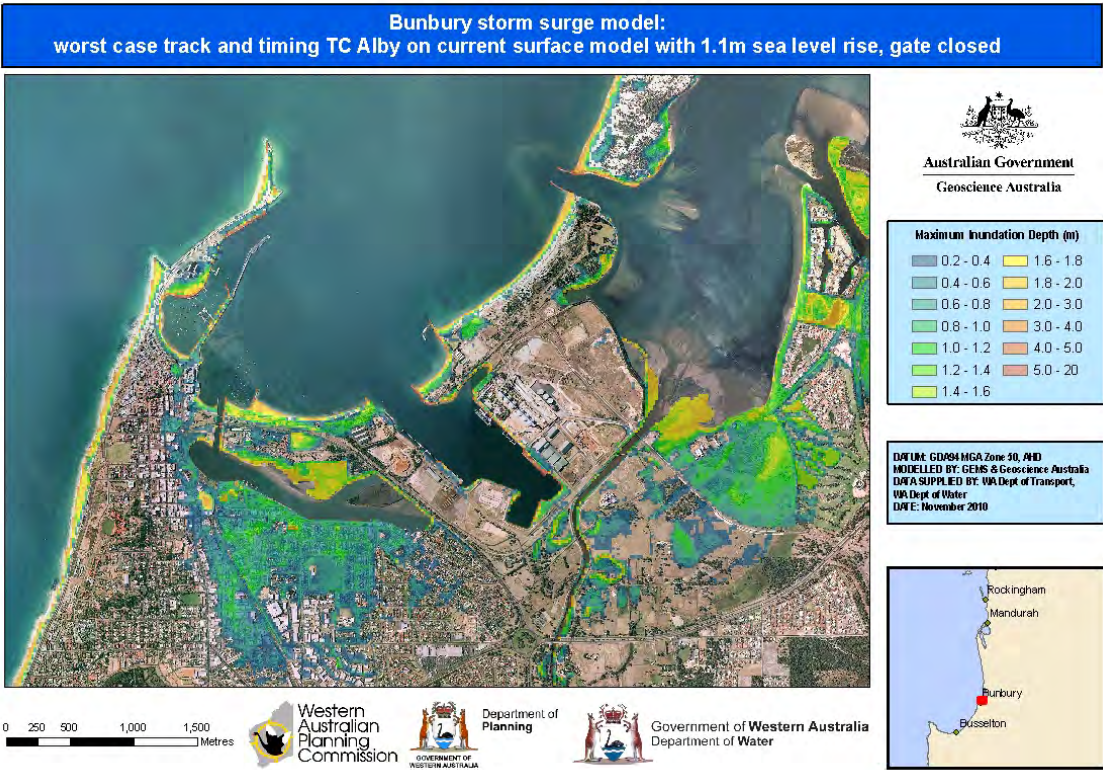 Bunbury storm surge model:
worst case track and timing TC Alby on current surface model with 1.1m sea level rise, gate closed
Australian Government
Geoscience Australia
Maximum Inundation Depth (m)
0.2 - 0.4
0.4 - 0.6
0.6 - 0.8
0.8 - 1.0
1.0 - 1.2
1.2 - 1.4
1.4 - 1.6
1.6 - 1.8
1.8 - 2.0
2.0 - 3.0
3.0 - 4.0
4.0 - 5.0
5.0 - 20
DATUM: GDA94 MGA Zone 50, AHD
MODELLED BY: GEMS & Geoscience Australia
DATA SUPPLIED BY: WA Dept of Transport,
WA Dept of Water
DATE: November 2010
Rockingham
Mandurah
Bunbury
Busselton
0 250 500 1,000 1,500
Metres
Western
Australian
Planning
Commission
GOVERNMENT OF
WESTERN AUSTRALIA
Department of
Planning
Government of Western Australia
Department of Water